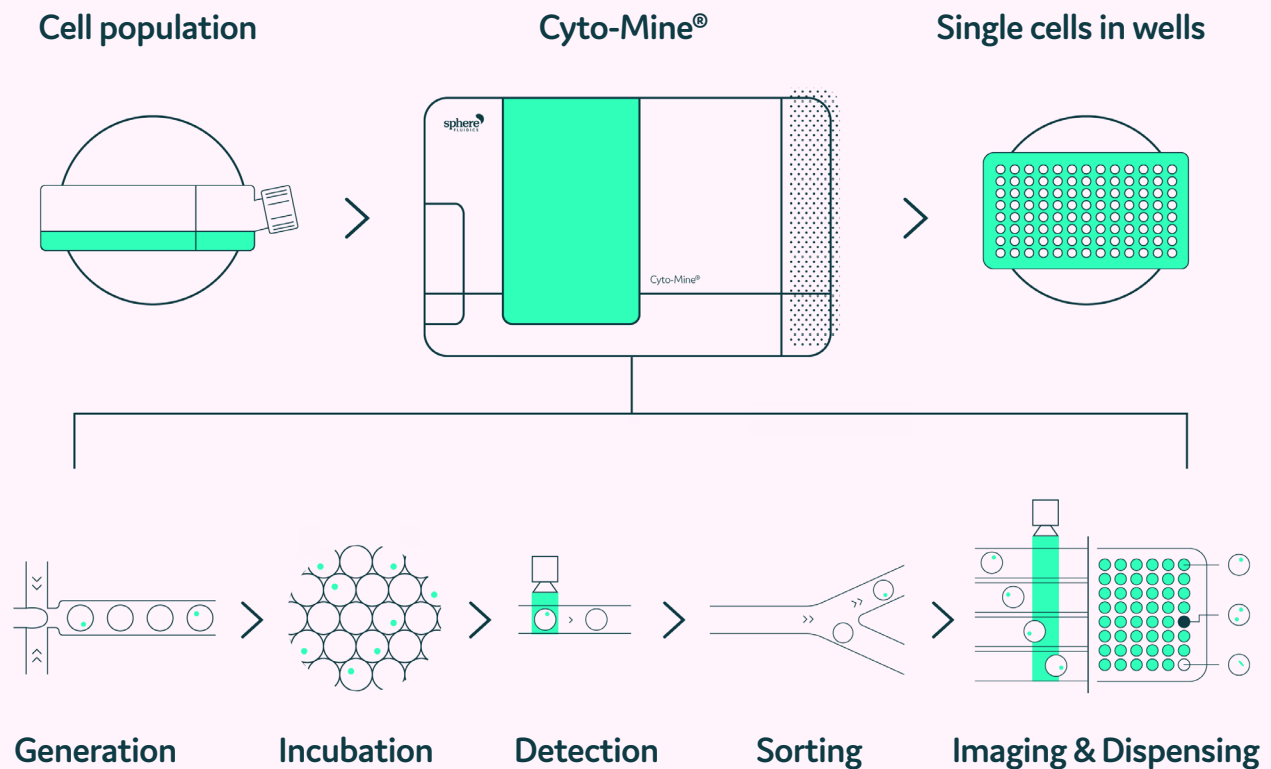 Cell population
Cyto-Mine®
Single cells in wells
sphere
FLUIDICS
Cyto-Mine®
Generation
Incubation
Detection
Sorting
Imaging & Dispensing